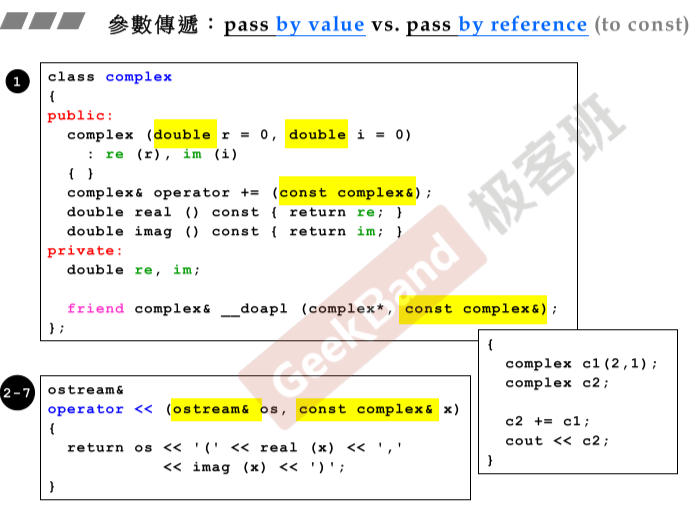 參數傳遞：pass by value vs. pass by reference (to const)
1
class complex
{
public:
complex (double r = 0, double i = 0)
: re (r), im (i)
{ }
complex& operator += (const complex&);
double real () const { return re; }
double imag () const { return im; }
private:
double re, im;
friend complex& __doapl (complex*, const complex&);
};
{
complex c1(2,1);
complex c2;
c2 += c1;
cout << c2;
}
2-7
ostream&
operator << (ostream& os, const complex& x)
{
return os << '(' << real (x) << ','
<< imag (x) << ')';
}
GeekBand 极客班